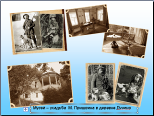 Музей – усадьба М. Пришвина в деревне Дунино